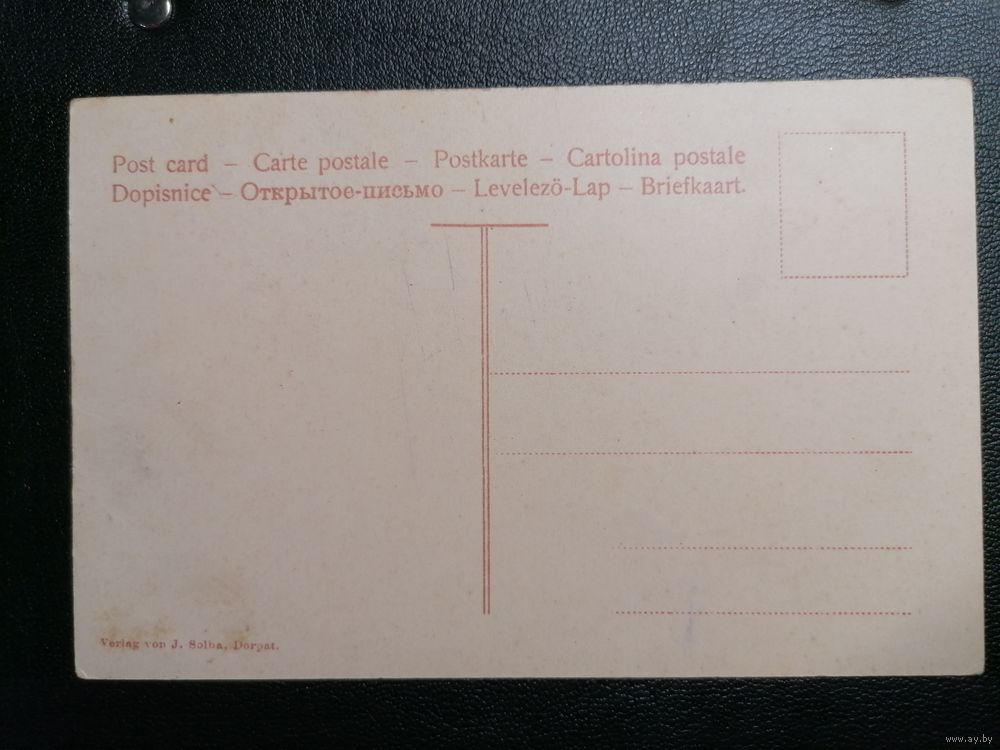 Post card – Carte postale – Postkarte – Cartolina postale
Dopisnice – Открытое-письмо – Levelezö-Lap – Briefkaart.
Verlag von J. Solba, Dorpat.
www.ay.by